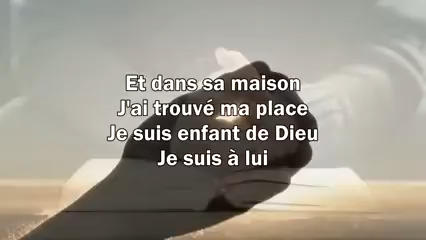 Et dans sa maison
J'ai trouvé ma place
Je suis enfant de Dieu
Je suis à lui